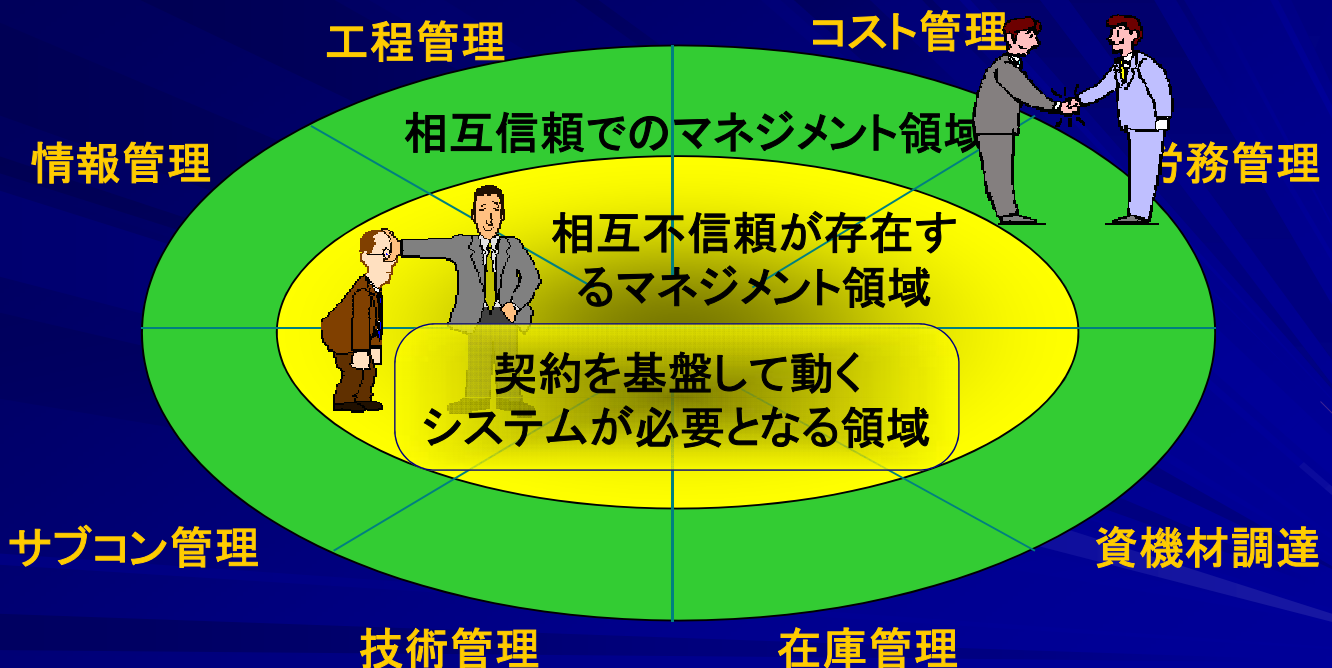 工程管理
コスト管理
相互信頼でのマネジメント領域
情報管理
労務管理
相互不信頼が存在す
るマネジメント領域
契約を基盤して動く
システムが必要となる領域
サブコン管理
資機材調達
技術管理
在庫管理